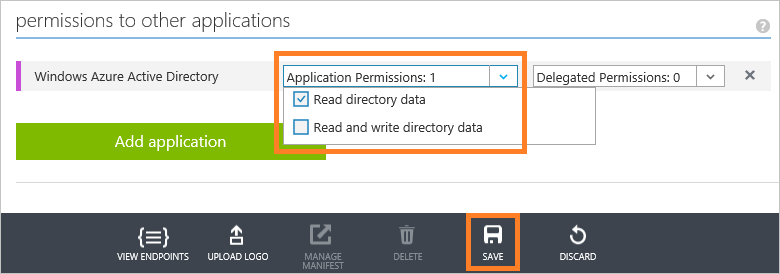 permissions to other applications
?
Windows Azure Active Directory
Application Permissions: 1
Delegated Permissions: 0
Read directory data
Read and write directory data
Add application
VIEW ENDPOINTS
UPLOAD LOGO
MANAGE
MANIFEST
DELETE
SAVE
DISCARD